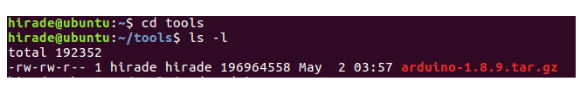 hirade@ubuntu:~$ cd tools
hirade@ubuntu:~/tools$ ls -l
total 192352
-rw-rw-r-- 1 hirade hirade 196964558 May  2 03:57 arduino-1.8.9.tar.gz